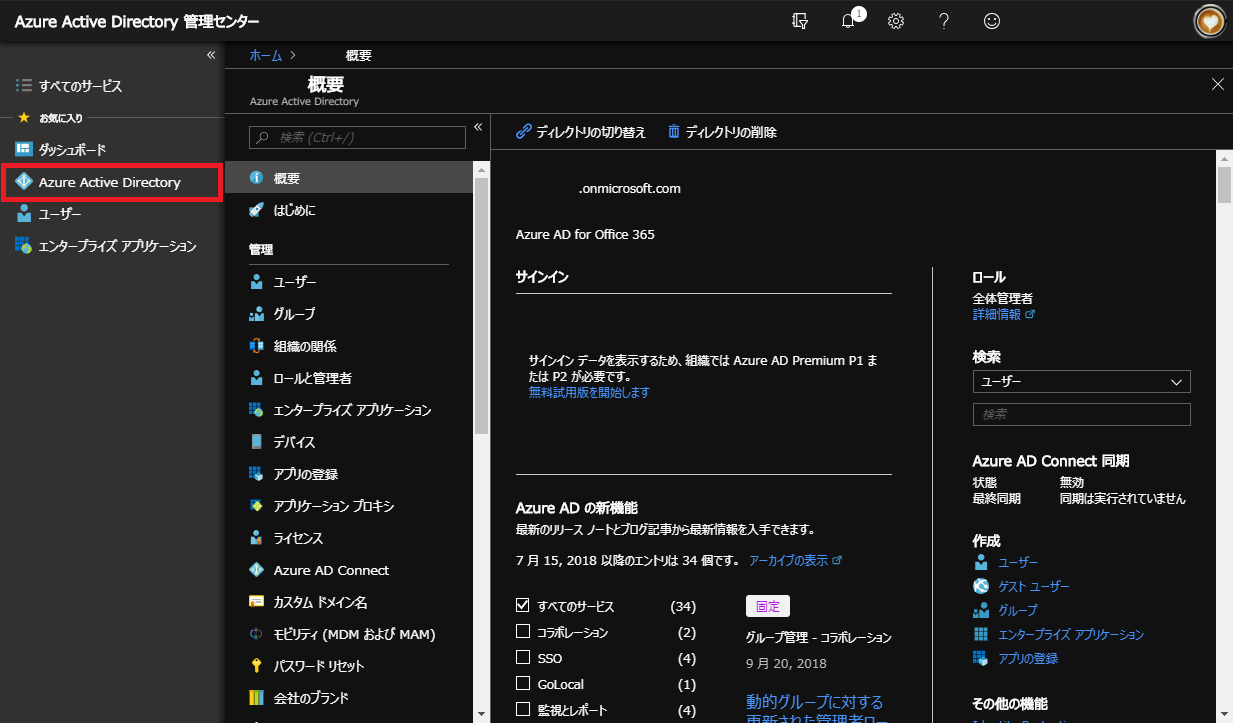 Azure Active Directory 管理センター
1
«
すべてのサービス
お気に入り
ダッシュボード
Azure Active Directory
ユーザー
エンタープライズ アプリケーション
ホーム > 概要
概要
Azure Active Directory
検索 (Ctrl+/)
«
概要
はじめに
管理
ユーザー
グループ
組織の関係
ロールと管理者
エンタープライズ アプリケーション
デバイス
アプリの登録
アプリケーション プロキシ
ライセンス
Azure AD Connect
カスタム ドメイン名
モビリティ (MDM および MAM)
パスワード リセット
会社のブランド
ディレクトリの切り替え ディレクトリの削除
.onmicrosoft.com
Azure AD for Office 365
サインイン
サインイン データを表示するため、組織では Azure AD Premium P1 ま
たは P2 が必要です。
無料試用版を開始します
Azure AD の新機能
最新のリリース ノートとブログ記事から最新情報を入手できます。
7 月 15, 2018 以降のエントリは 34 個です。 アーカイブの表示
すべてのサービス (34)
コラボレーション (2)
SSO (4)
GoLocal (1)
監視とレポート (4)
固定
グループ管理 - コラボレーション
9 月 20, 2018
動的グループに対する
更新された管理者ロー
ロール
全体管理者
詳細情報
検索
ユーザー
検索
Azure AD Connect 同期
状態 無効
最終同期 同期は実行されていません
作成
ユーザー
ゲスト ユーザー
グループ
エンタープライズ アプリケーション
アプリの登録
その他の機能